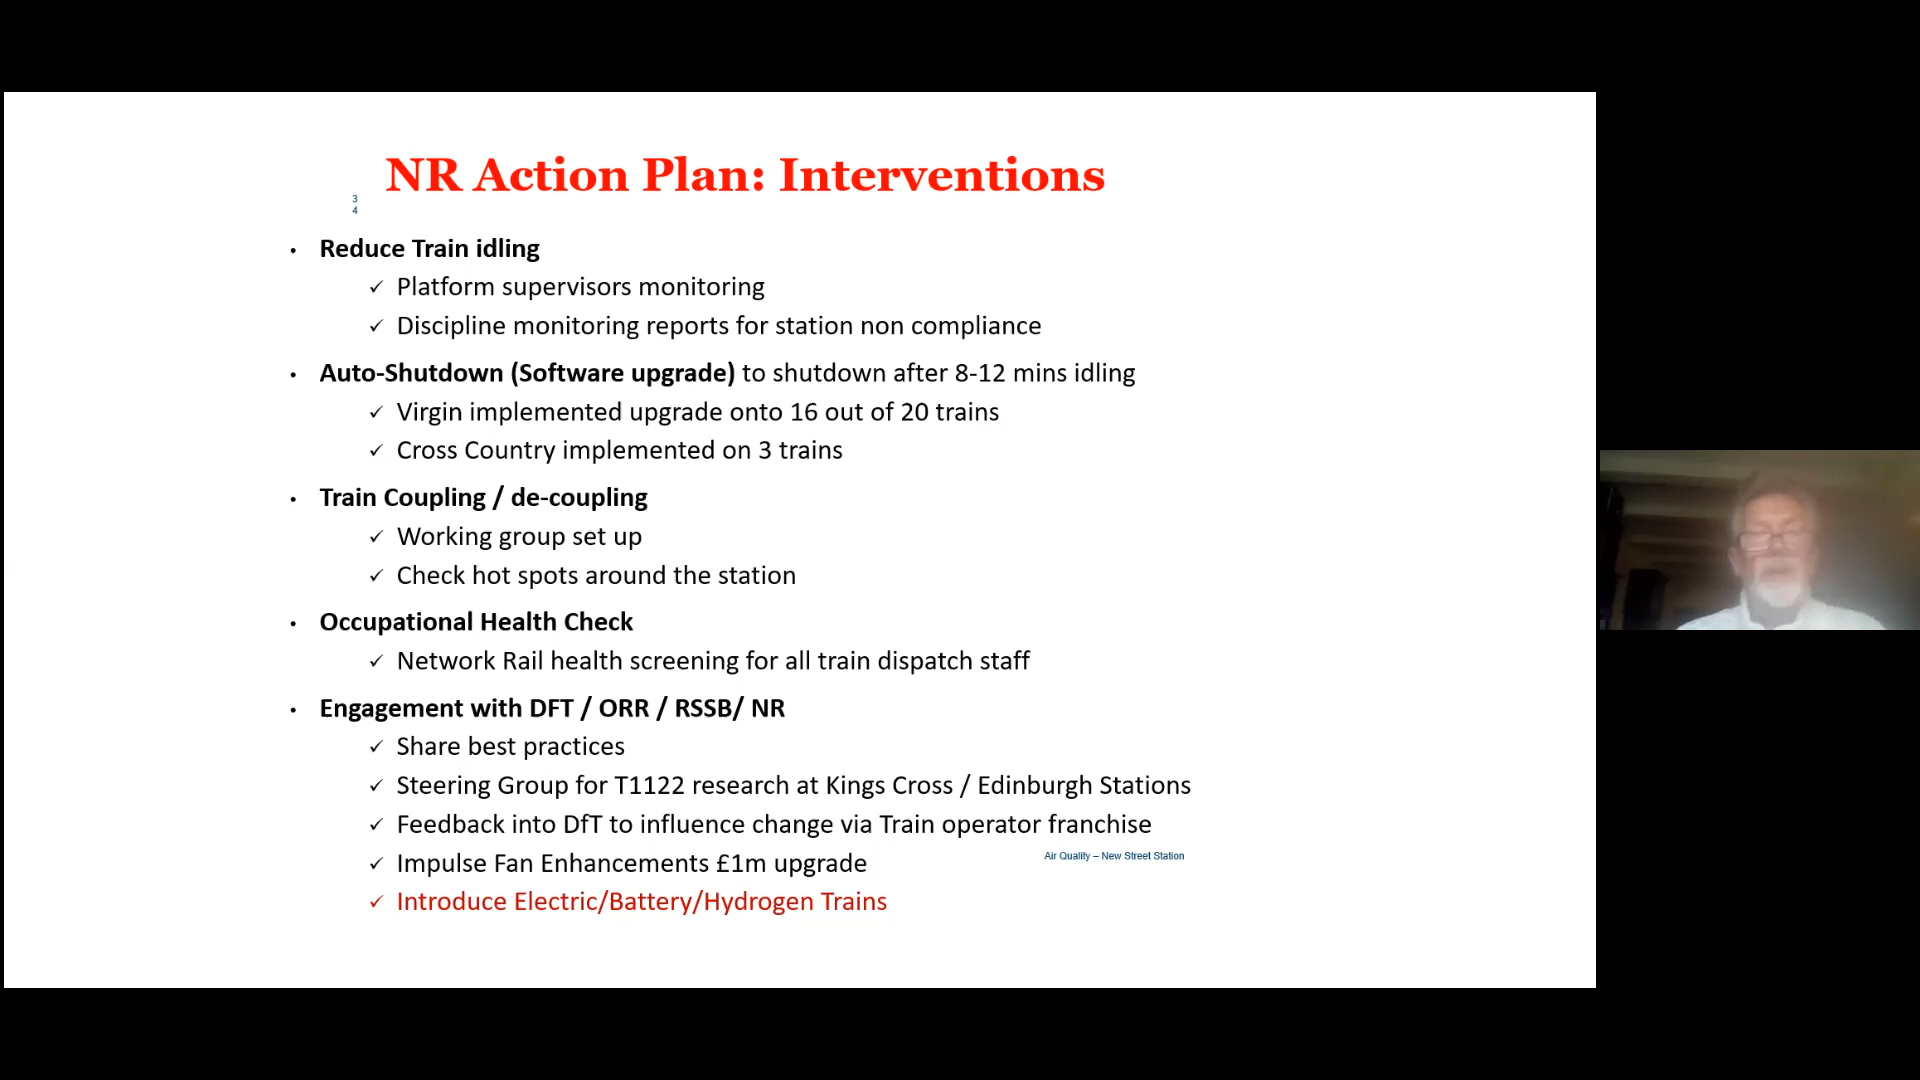 NR Action Plan: Interventions
3
4
• Reduce Train idling
✓ Platform supervisors monitoring
✓ Discipline monitoring reports for station non compliance
• Auto-Shutdown (Software upgrade) to shutdown after 8-12 mins idling
✓ Virgin implemented upgrade onto 16 out of 20 trains
✓ Cross Country implemented on 3 trains
• Train Coupling / de-coupling
✓ Working group set up
✓ Check hot spots around the station
• Occupational Health Check
✓ Network Rail health screening for all train dispatch staff
• Engagement with DFT / ORR / RSSB/ NR
✓ Share best practices
✓ Steering Group for T1122 research at Kings Cross / Edinburgh Stations
✓ Feedback into DfT to influence change via Train operator franchise
✓ Impulse Fan Enhancements £1m upgrade
Air Quality – New Street Station
✓ Introduce Electric/Battery/Hydrogen Trains